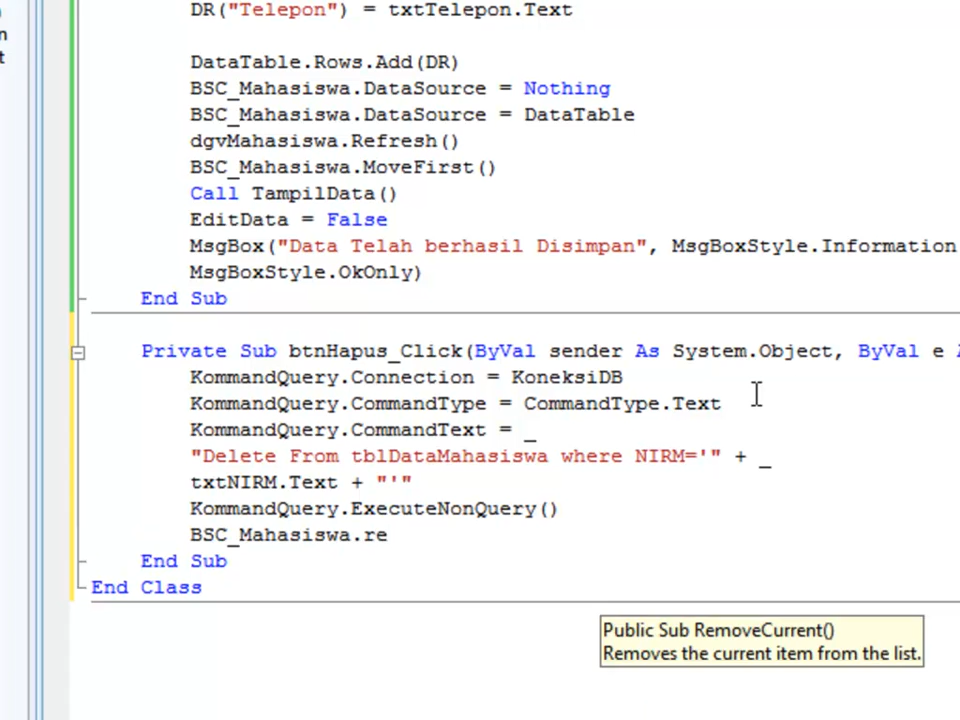 n
t
DR("Telepon") = txtTelepon.Text
DataTable.Rows.Add(DR)
BSC_Mahasiswa.DataSource = Nothing
BSC_Mahasiswa.DataSource = DataTable
dgvMahasiswa.Refresh()
BSC_Mahasiswa.MoveFirst()
Call TampilData()
EditData = False
MsgBox("Data Telah berhasil Disimpan", MsgBoxStyle.Information
MsgBoxStyle.OkOnly)
End Sub
Private Sub btnHapus_Click(ByVal sender As System.Object, ByVal e A
KommandQuery.Connection = KoneksiDB
KommandQuery.CommandType = CommandType.Text
KommandQuery.CommandText = _
"Delete From tblDataMahasiswa where NIRM='" + _
txtNIRM.Text + "'"
KommandQuery.ExecuteNonQuery()
BSC_Mahasiswa.re
End Sub
End Class
Public Sub RemoveCurrent()
Removes the current item from the list.